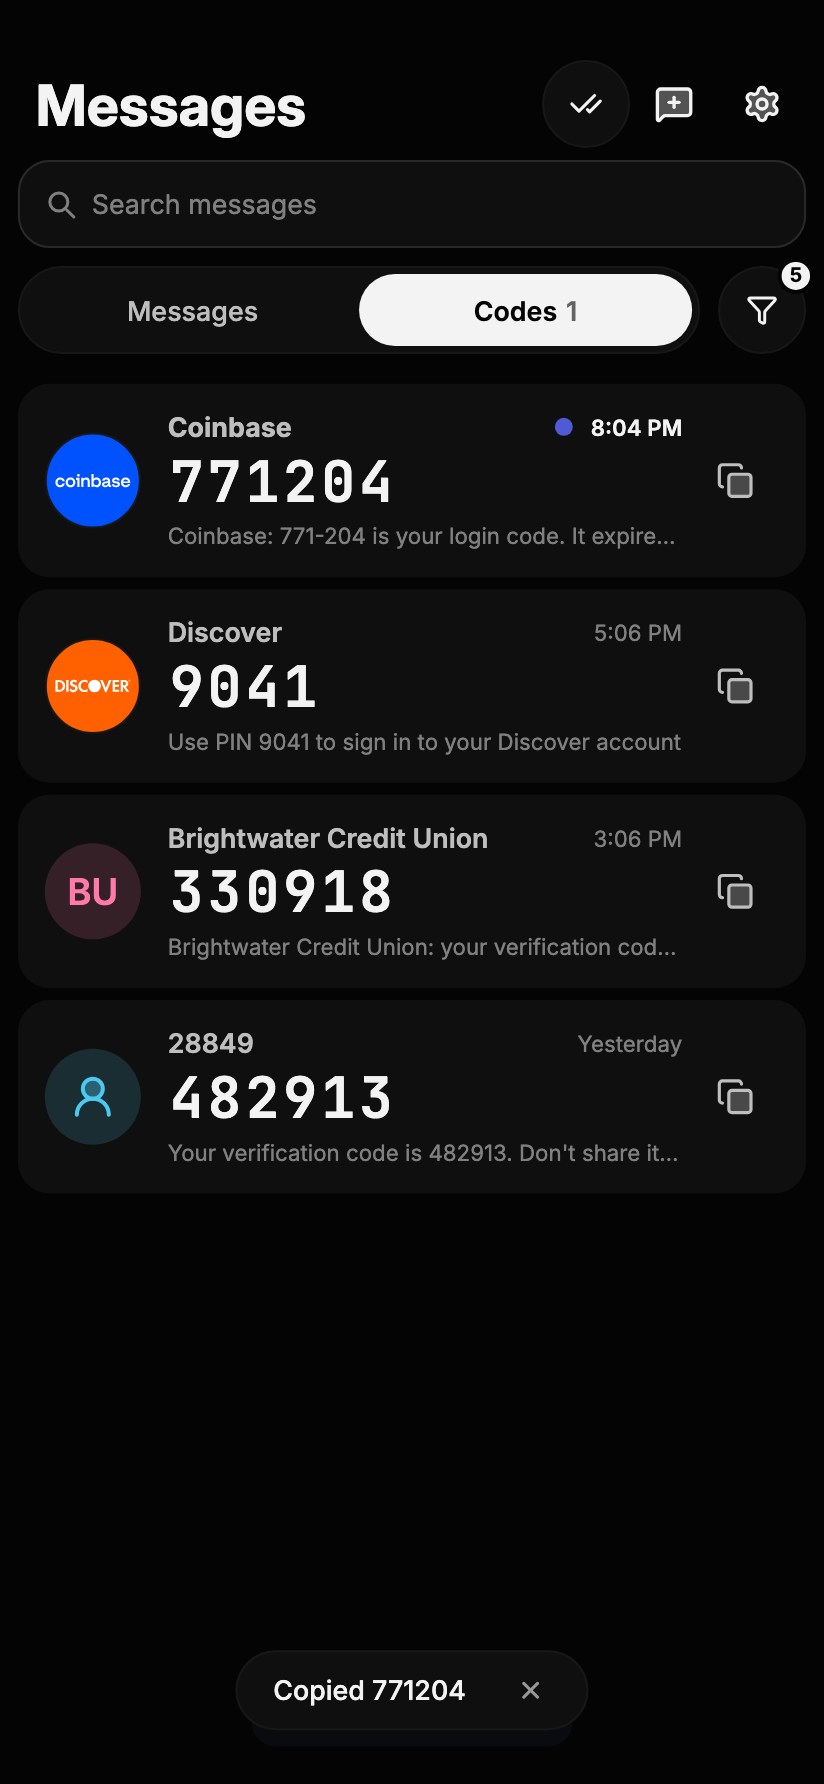 Messages
Search messages
Messages
Codes 1
5
Coinbase
8:04 PM
coinbase
771204
Coinbase: 771-204 is your login code. It expire...
Discover
5:06 PM
DISCOVER
9041
Use PIN 9041 to sign in to your Discover account
Brightwater Credit Union
3:06 PM
BU
330918
Brightwater Credit Union: your verification cod...
28849
Yesterday
482913
Your verification code is 482913. Don't share it...
Copied 771204